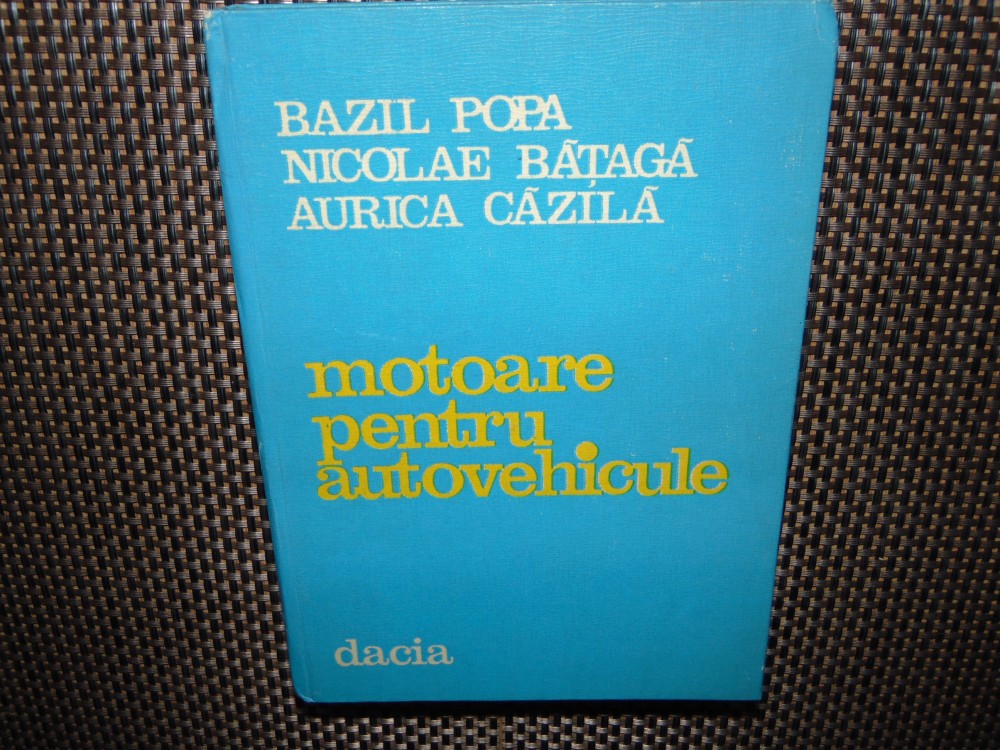 BAZIL POPA
NICOLAE BĂȚAGĂ
AURICA CĂZILĂ
motoare
pentru
autovehicule
dacia